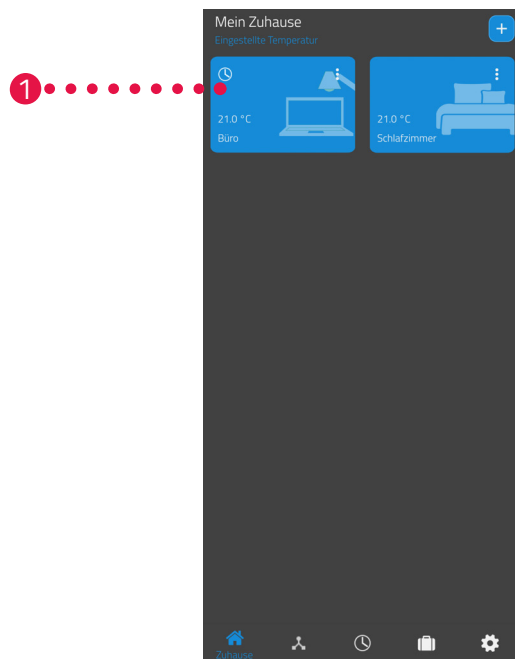 Mein Zuhause
Eingestellte Temperatur
1
21.0 °C
Büro
21.0 °C
Schlafzimmer
Zuhause